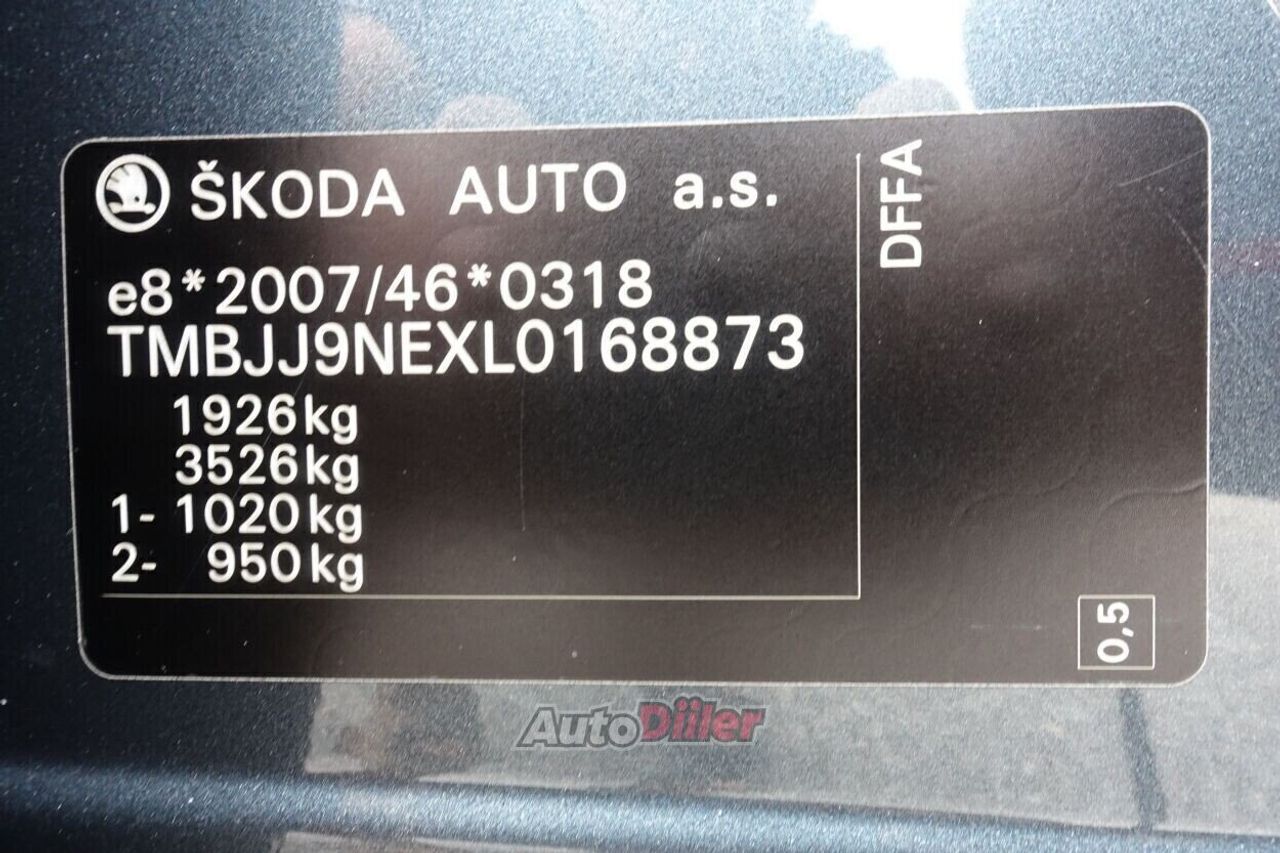 ŠKODA AUTO a.s.
e8*2007/46*0318
TMBJJ9NEXL0168873
1926kg
3526kg
1- 1020kg
2- 950kg
DFFA
0,5
AutoDiiler